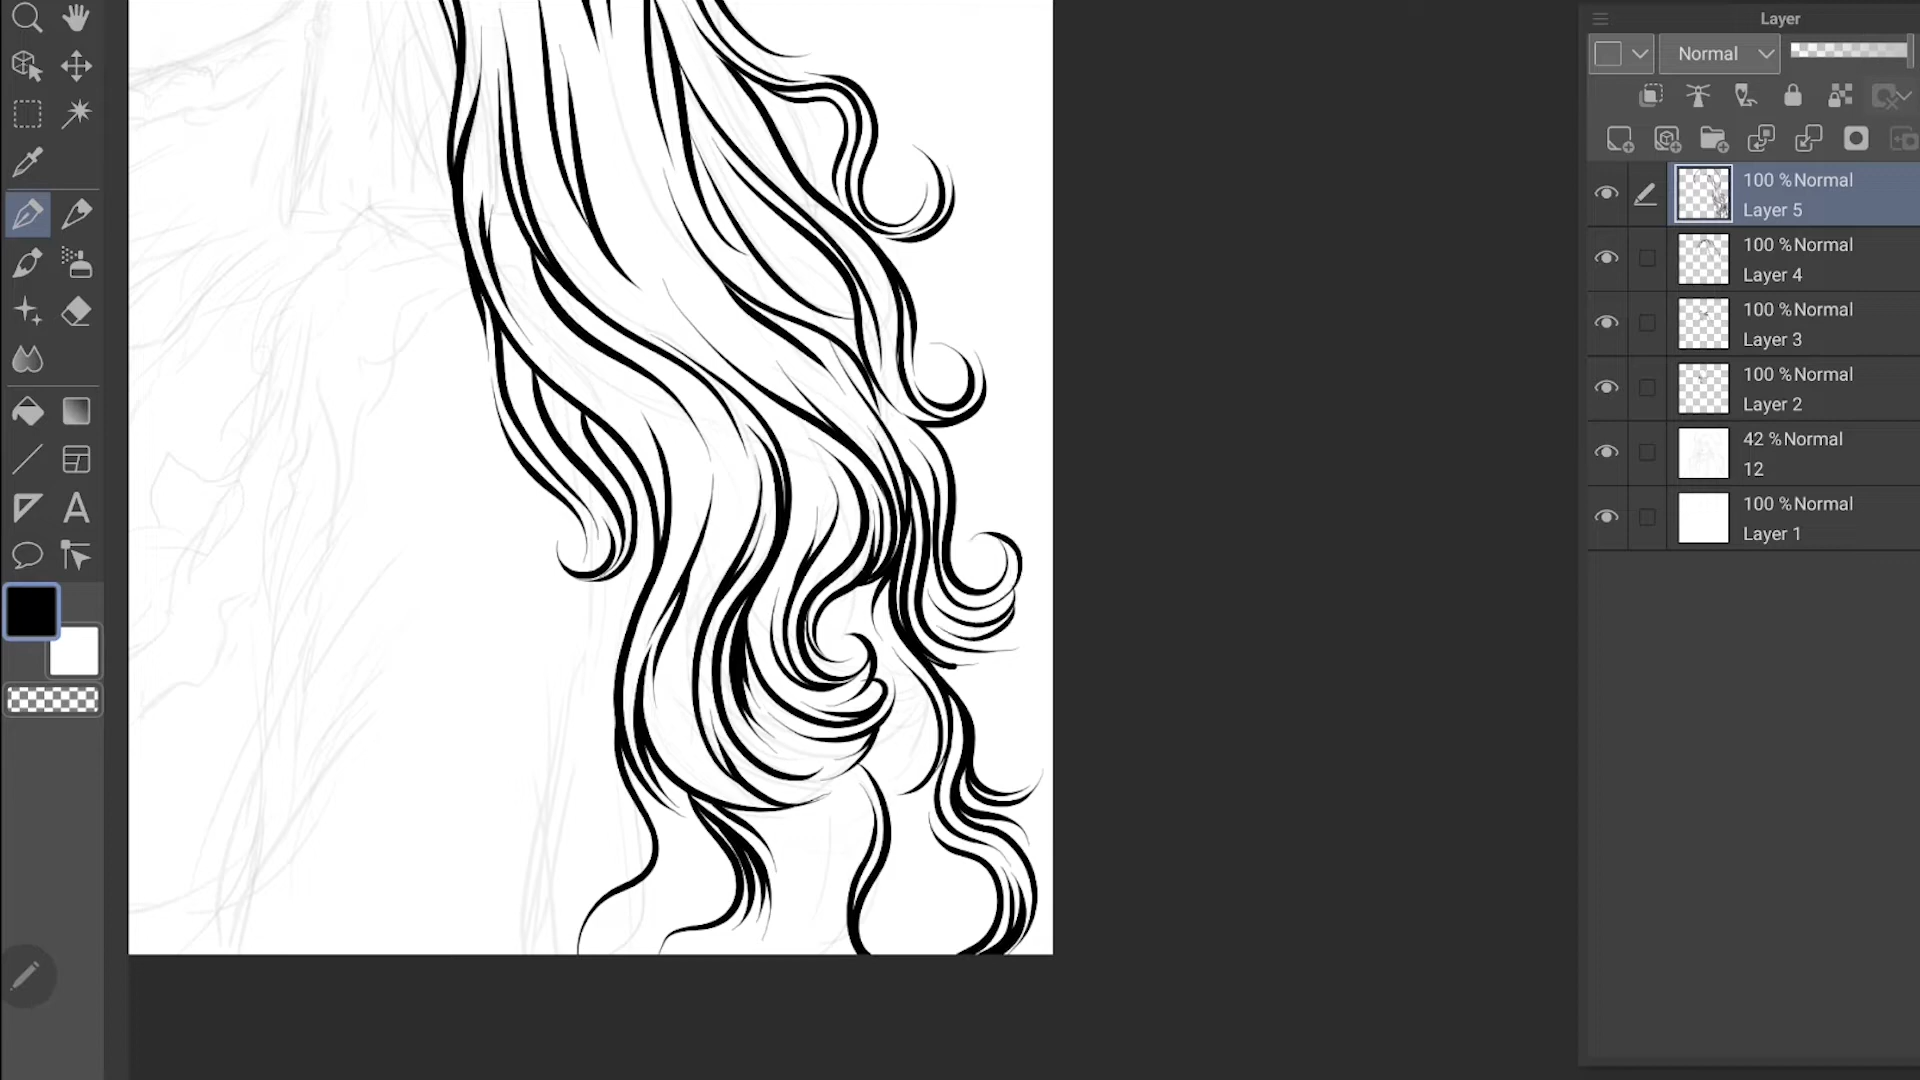 Layer
Normal
100 %Normal
Layer 5
100 %Normal
Layer 4
100 %Normal
Layer 3
100 %Normal
Layer 2
42 %Normal
12
100 %Normal
Layer 1